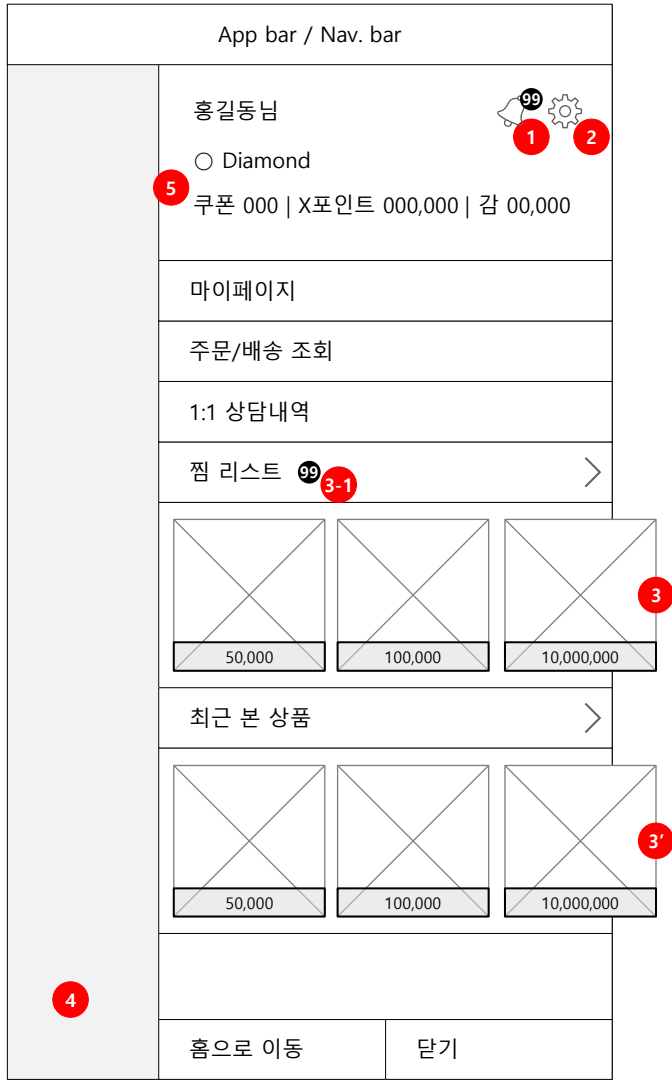 App bar / Nav. bar
홍길동님
99
1
2
○ Diamond
5
쿠폰 000 | X포인트 000,000 | 감 00,000
마이페이지
주문/배송 조회
1:1 상담내역
찜 리스트 99
3-1
3
50,000 100,000 10,000,000
최근 본 상품
3′
50,000 100,000 10,000,000
4
홈으로 이동 닫기